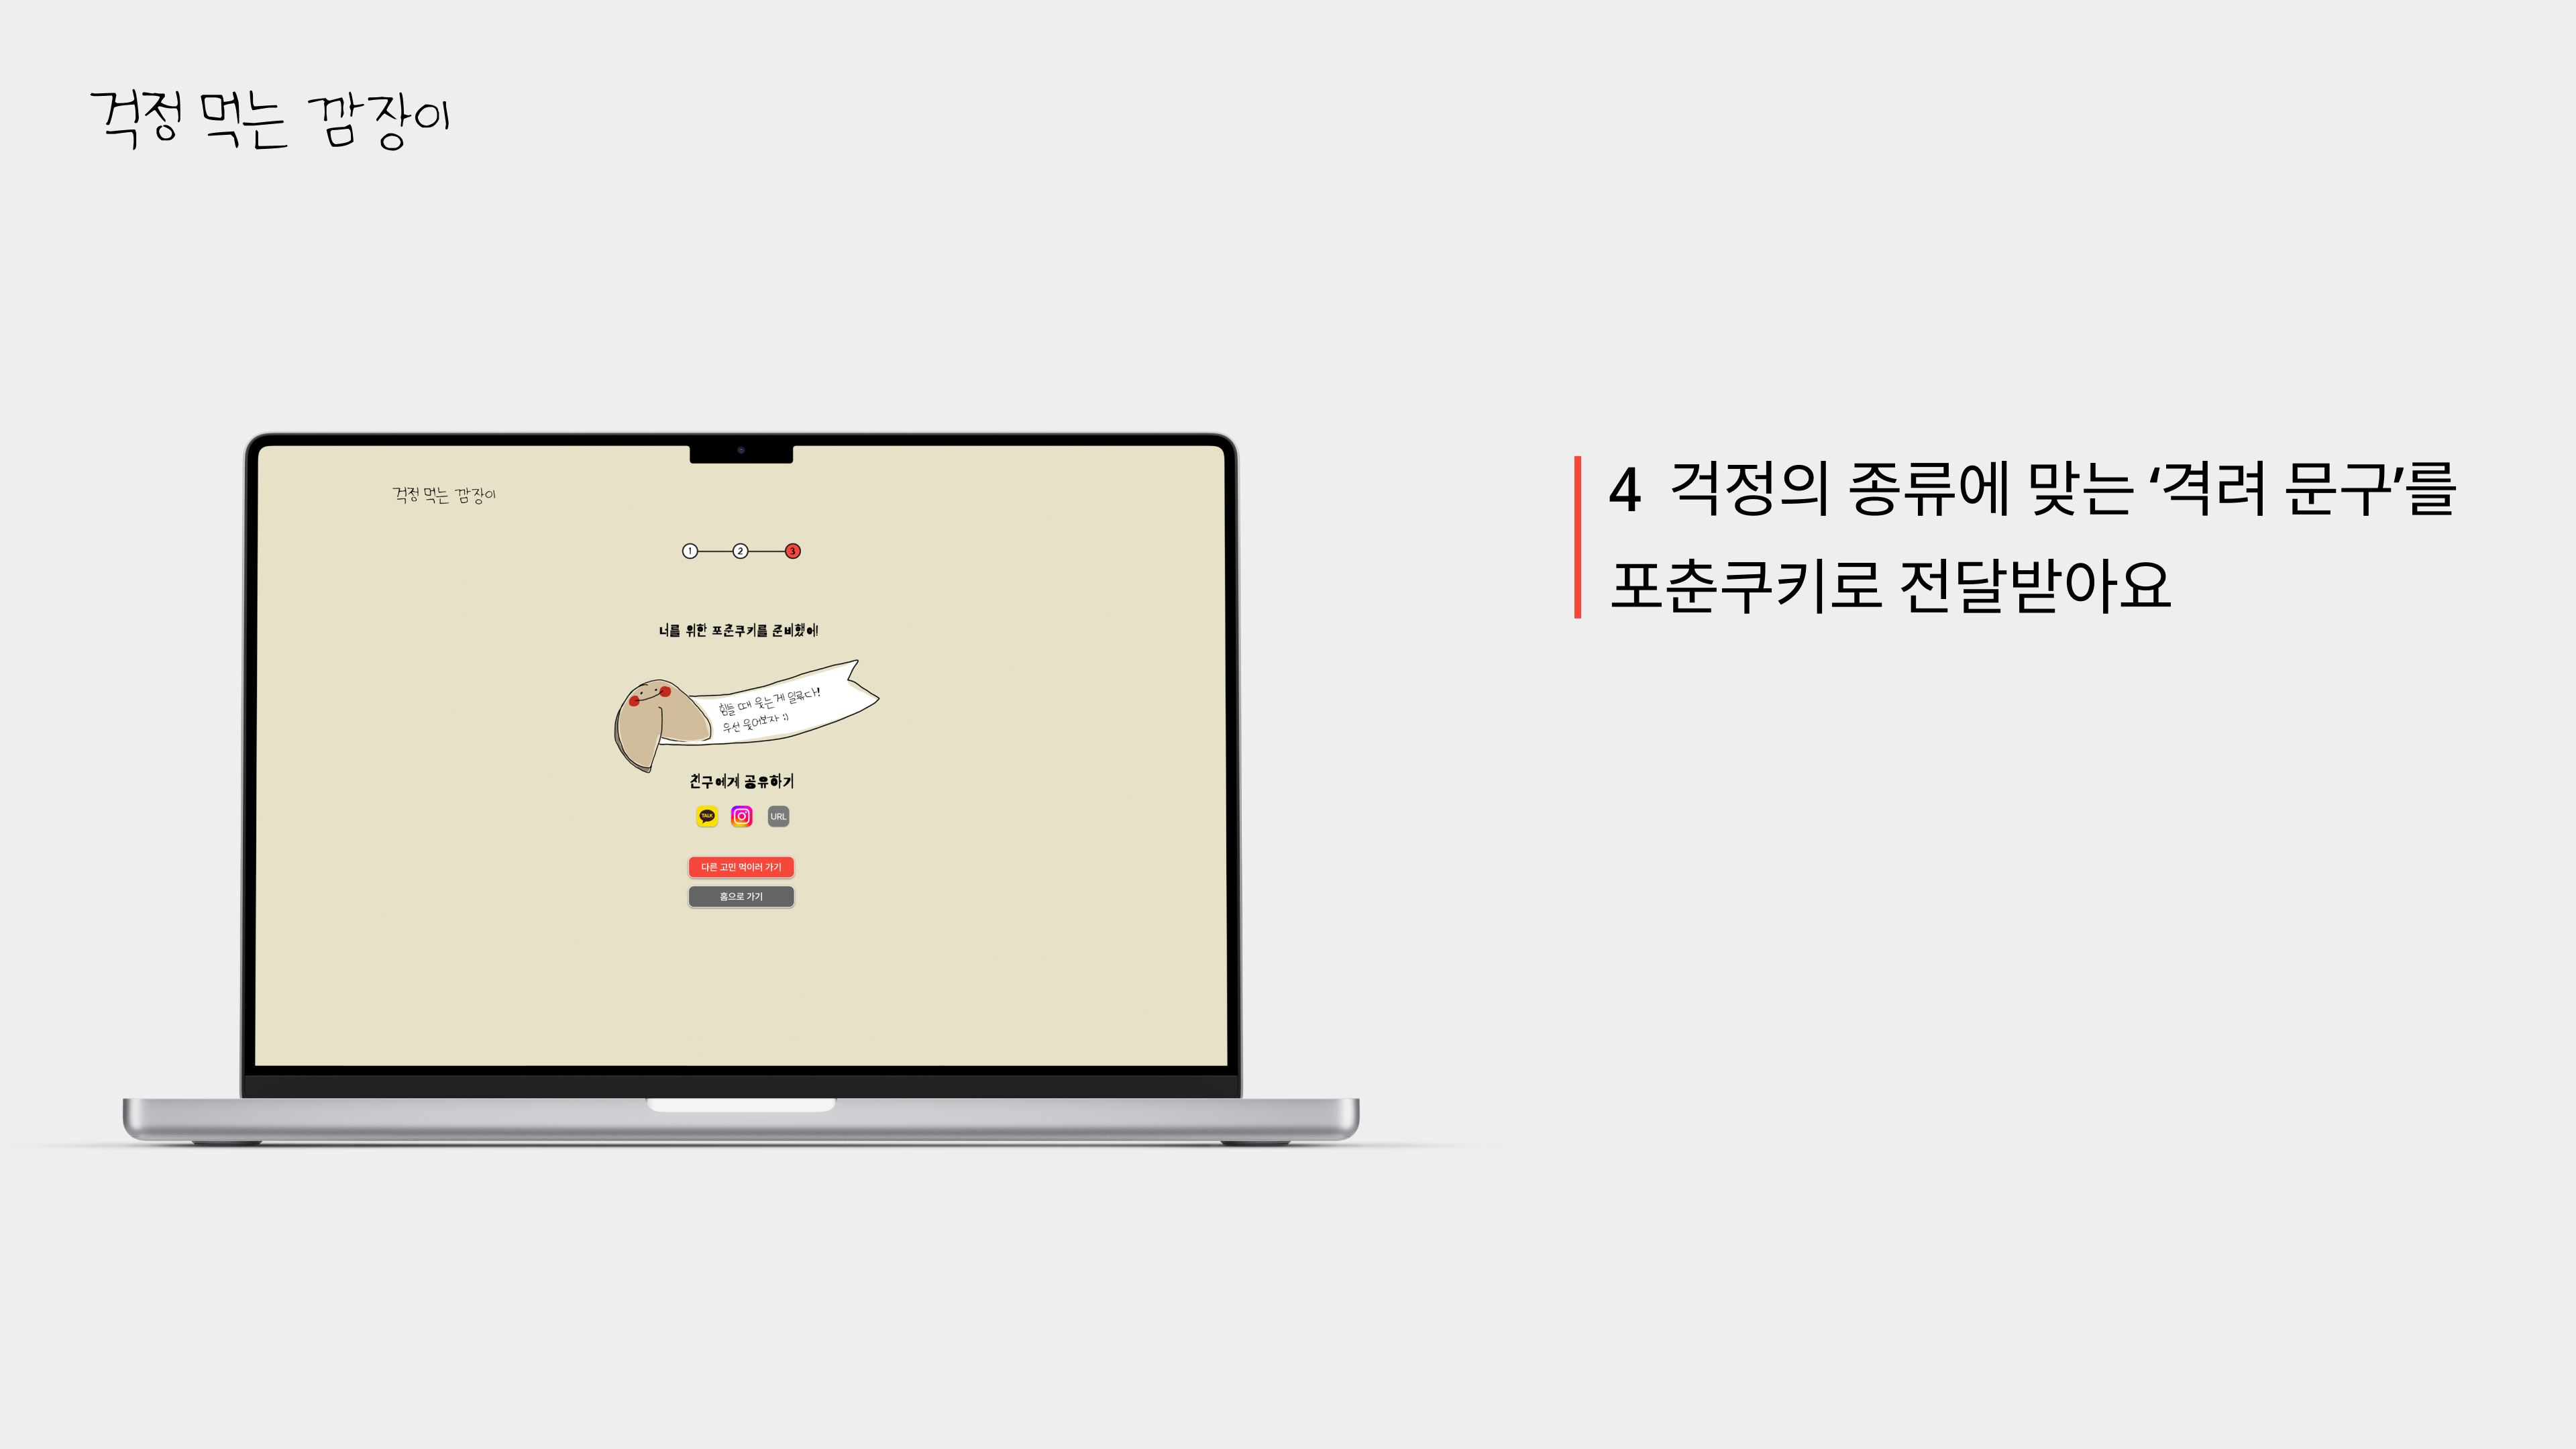 걱정 먹는 깜장이
걱정 먹는 깜장이
1 2 3
너를 위한 포춘쿠키를 준비했어!
힘들 때 웃는 게 일류다!
우선 웃어보자 :)
친구에게 공유하기
TALK
URL
다른 고민 먹이러 가기
홈으로 가기
4 걱정의 종류에 맞는 ‘격려 문구’를
포춘쿠키로 전달받아요